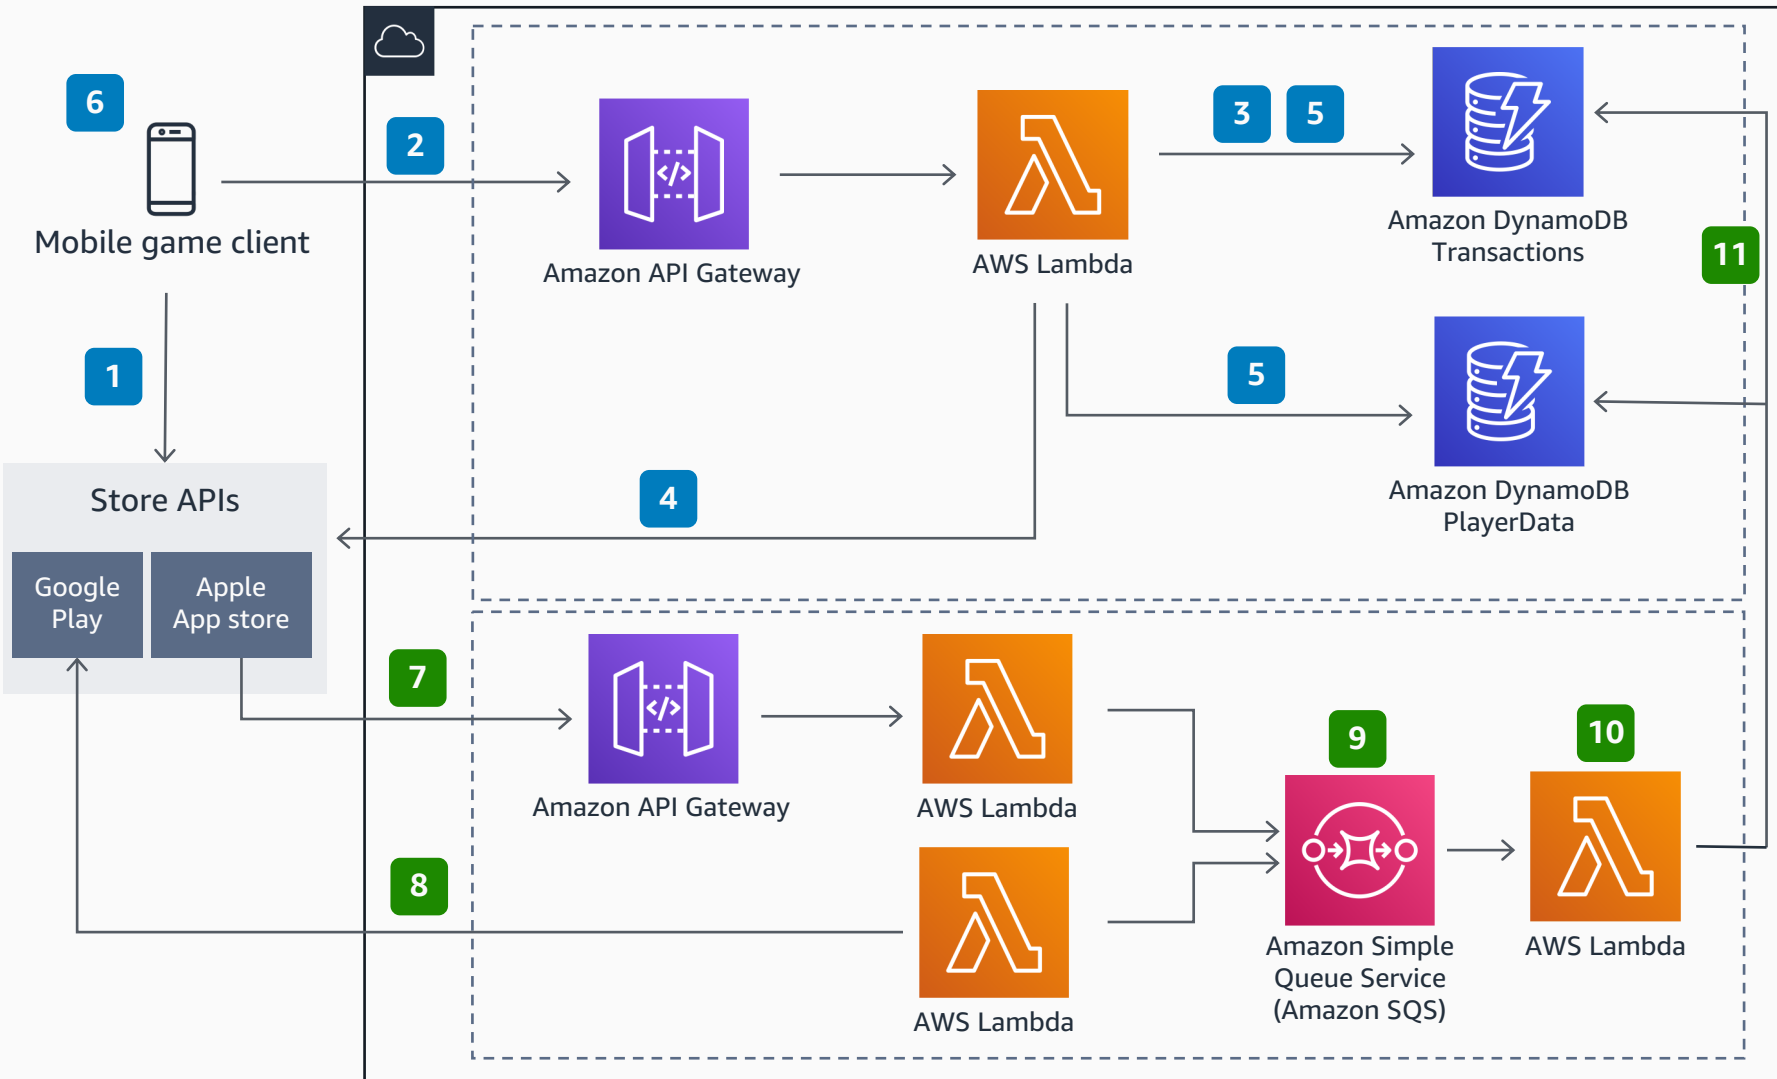 6
2
3
5
Mobile game client
Amazon API Gateway
AWS Lambda
Amazon DynamoDB
Transactions
11
1
5
Store APIs
4
Amazon DynamoDB
PlayerData
Google
Play
Apple
App store
7
Amazon API Gateway
AWS Lambda
9
10
8
AWS Lambda
Amazon Simple
Queue Service
(Amazon SQS)
AWS Lambda